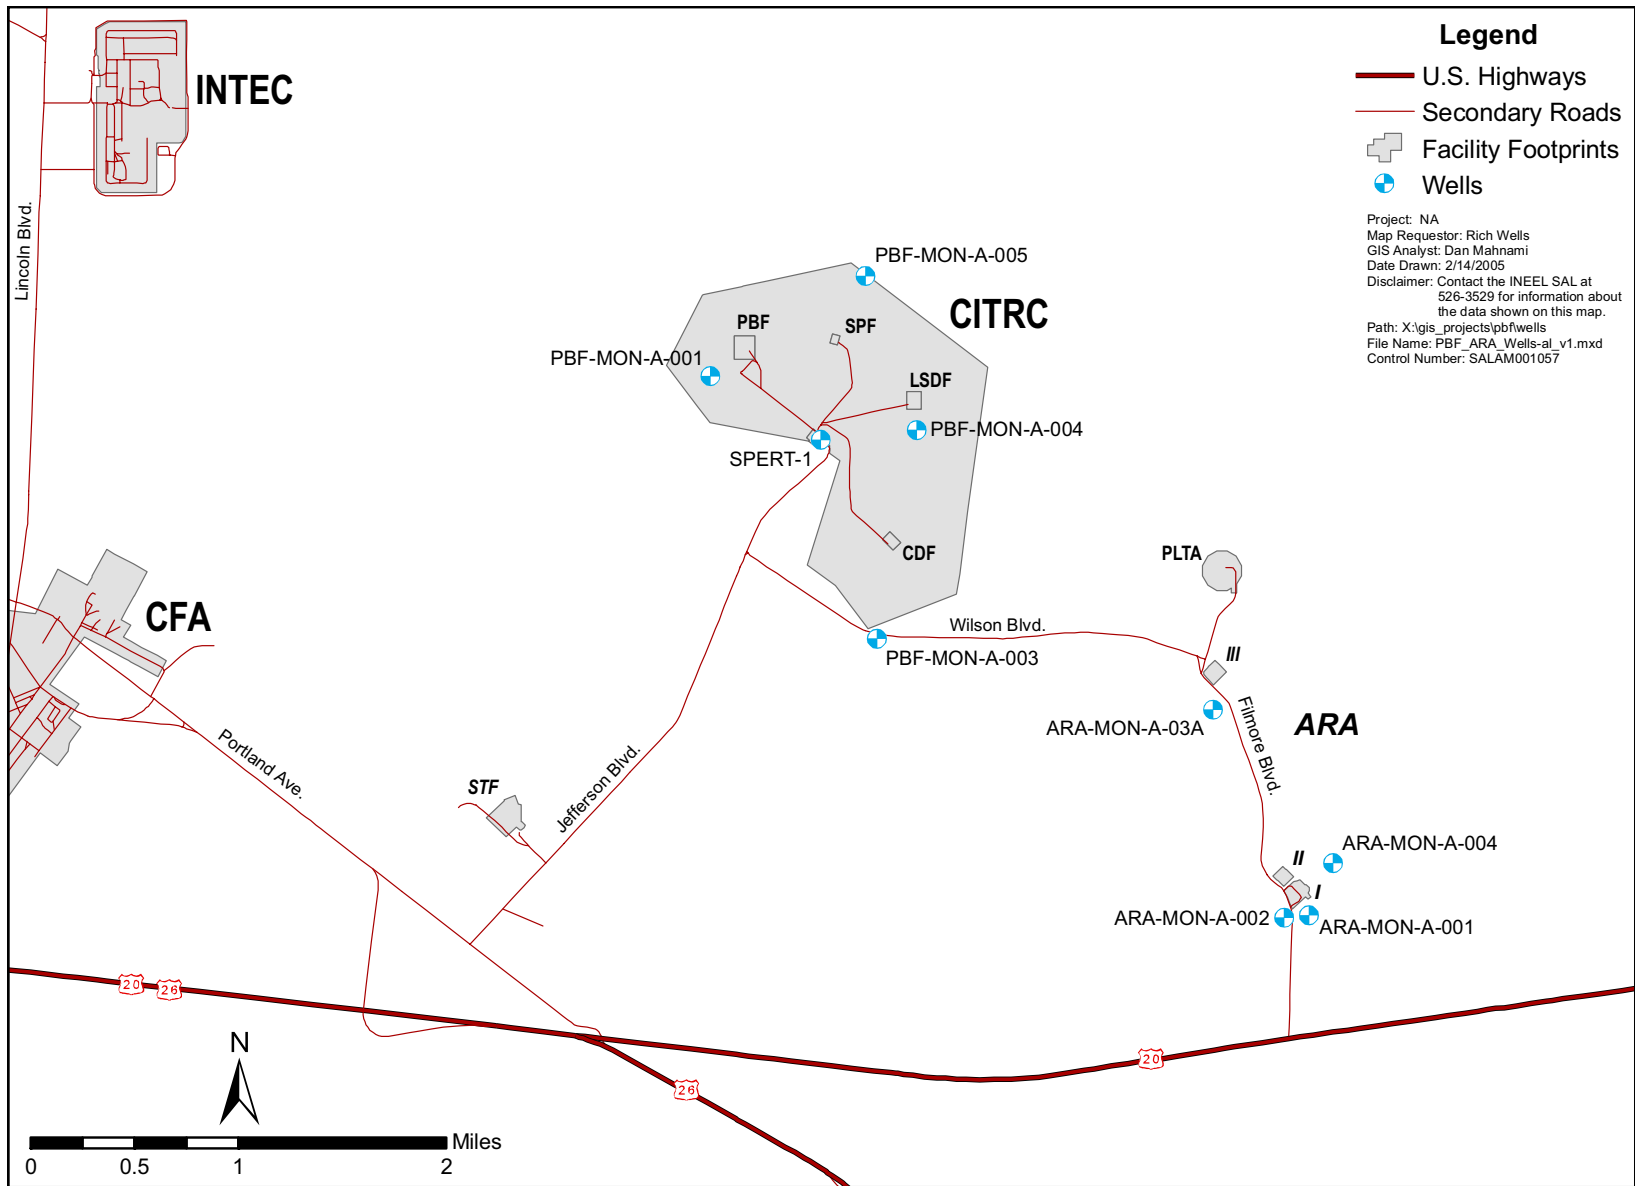 Legend
U.S. Highways
Secondary Roads
Facility Footprints
Wells
Project: NA
Map Requestor: Rich Wells
GIS Analyst: Dan Mahnami
Date Drawn: 2/14/2005
Disclaimer: Contact the INEEL SAL at
526-3529 for information about
the data shown on this map.
Path: X:\gis_projects\pbf\wells
File Name: PBF_ARA_Wells-al_v1.mxd
Control Number: SALAM001057
INTEC
Lincoln Blvd.
PBF-MON-A-005
CITRC
PBF
SPF
PBF-MON-A-001
LSDF
PBF-MON-A-004
SPERT-1
CDF
PLTA
CFA
Wilson Blvd.
PBF-MON-A-003
III
ARA-MON-A-03A
Filmore Blvd.
ARA
Portland Ave.
Jefferson Blvd.
STF
ARA-MON-A-004
II
I
ARA-MON-A-002
ARA-MON-A-001
20
26
20
26
N
Miles
0 0.5 1 2